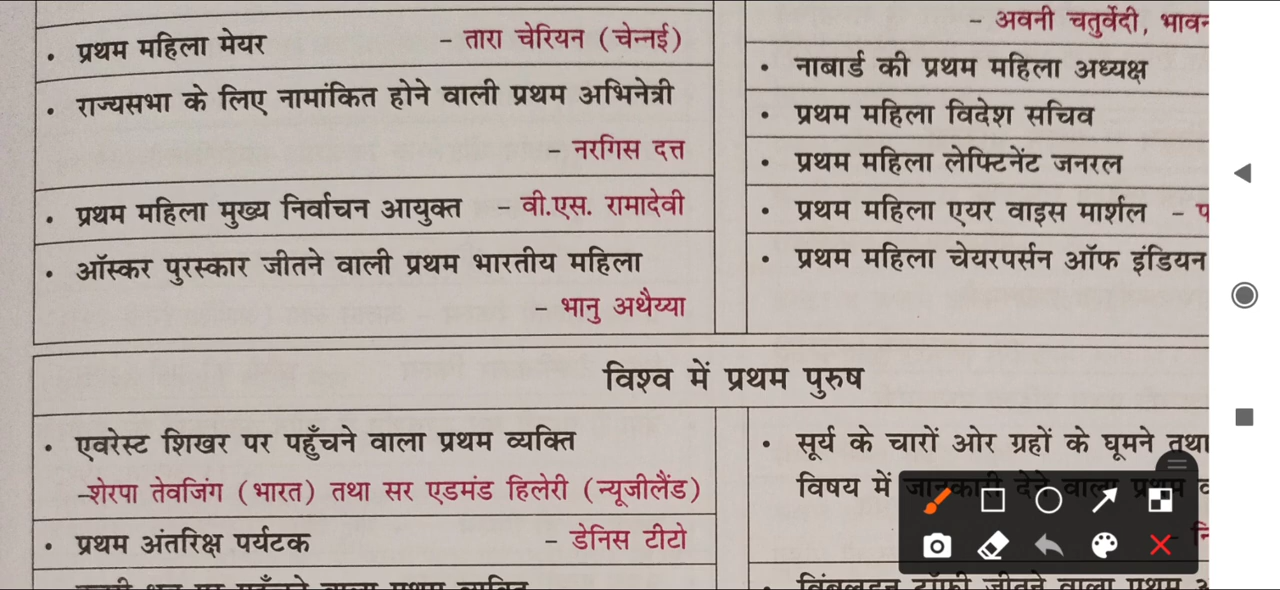 • प्रथम महिला मेयर – तारा चेरियन (चेन्नई)
• राज्यसभा के लिए नामांकित होने वाली प्रथम अभिनेत्री
– नरगिस दत्त
• प्रथम महिला मुख्य निर्वाचन आयुक्त – वी.एस. रामादेवी
• ऑस्कर पुरस्कार जीतने वाली प्रथम भारतीय महिला
– भानु अथैय्या
– अवनी चतुर्वेदी,
• नाबार्ड की प्रथम महिला अध्यक्ष
• प्रथम महिला विदेश सचिव
• प्रथम महिला लेफ्टिनेंट जनरल
• प्रथम महिला एयर वाइस मार्शल –
• प्रथम महिला चेयरपर्सन ऑफ इंडियन
विश्व में प्रथम पुरुष
• एवरेस्ट शिखर पर पहुँचने वाला प्रथम व्यक्ति
–शेरपा तेवजिंग (भारत) तथा सर एडमंड हिलेरी (न्यूजीलैंड)
• प्रथम अंतरिक्ष पर्यटक – डेनिस टीटो
• सूर्य के चारों ओर ग्रहों के घूमने तथा
विषय में जानकारी देने वाला प्रथम